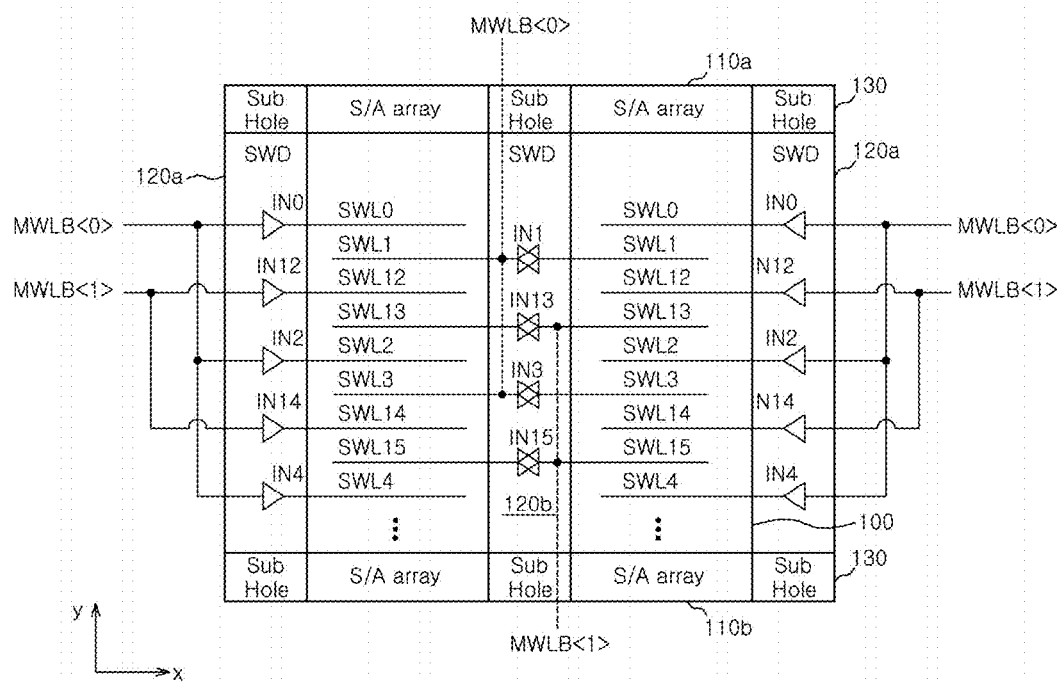 MWLB<0>
110a
Sub Hole
S/A array
Sub Hole
S/A array
Sub Hole
130
SWD
SWD
SWD
120a
120a
IN0
SWL0
SWL0
IN0
MWLB<0>
MWLB<0>
SWL1
IN1
SWL1
IN12
SWL12
SWL12
N12
MWLB<1>
MWLB<1>
SWL13
IN13
SWL13
IN2
SWL2
SWL2
IN2
SWL3
IN3
SWL3
IN14
SWL14
SWL14
N14
SWL15
IN15
SWL15
IN4
SWL4
SWL4
IN4
120b
100
Sub Hole
S/A array
Sub Hole
S/A array
Sub Hole
130
110b
MWLB<1>
y
x